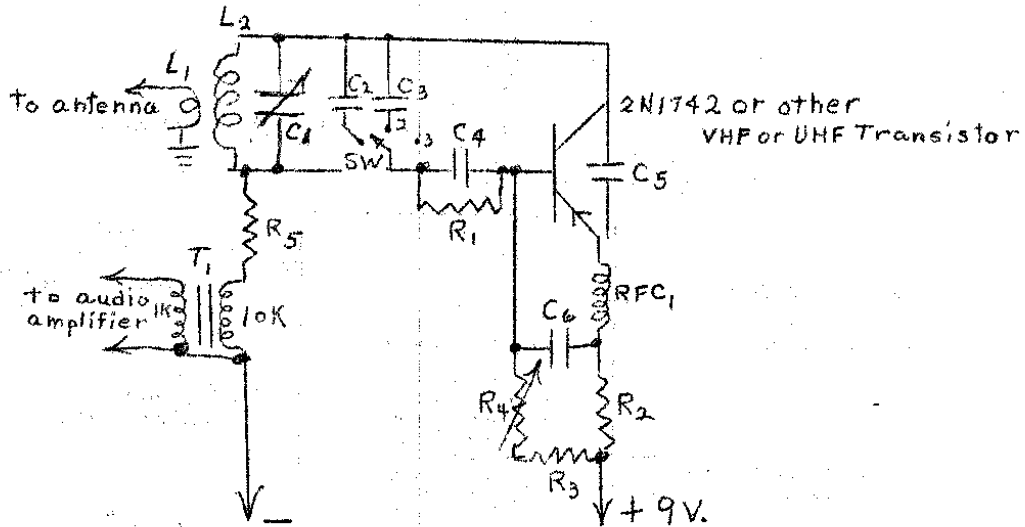 L2
L1
to antenna
C1
C2
C3
2
3
SW
C4
R1
2N1742 or other
VHF or UHF Transistor
C5
R5
T1
to audio
amplifier
1K
10K
RFC1
C6
R4
R2
R3
−
+ 9V.